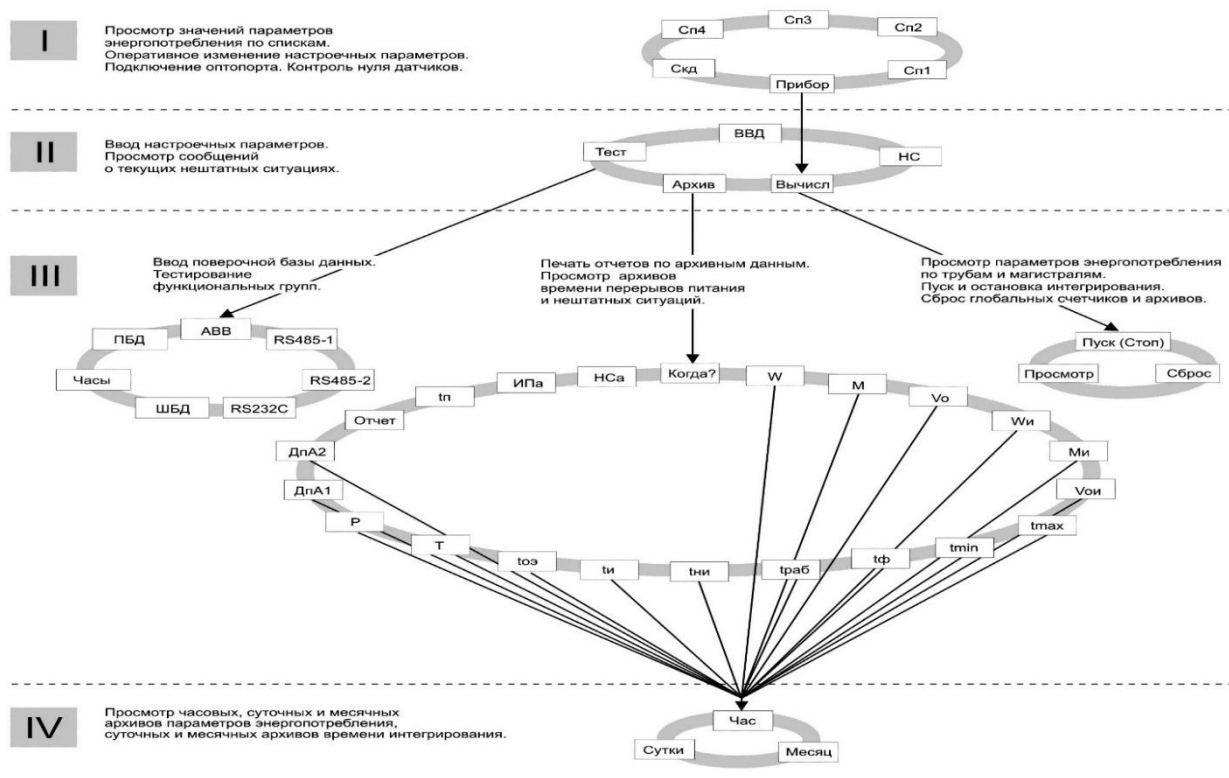 I
Просмотр значений параметров
энергопотребления по спискам.
Оперативное изменение настроечных параметров.
Подключение оптопорта. Контроль нуля датчиков.
Сп4
Сп3
Сп2
Скд
Прибор
Сп1
II
Ввод настроечных параметров.
Просмотр сообщений
о текущих нештатных ситуациях.
Тест
ВВД
НС
Архив
Вычисл
III
Ввод поверочной базы данных.
Тестирование
функциональных групп.
Печать отчетов по архивным данным.
Просмотр архивов
времени перерывов питания
и нештатных ситуаций.
Просмотр параметров энергопотребления
по трубам и магистралям.
Пуск и остановка интегрирования.
Сброс глобальных счетчиков и архивов.
ПБД
АВВ
RS485-1
Часы
RS485-2
ШБД
RS232C
Пуск (Стоп)
Просмотр
Сброс
Когда?
W
М
Vo
Wи
Ми
Vои
tmax
tmin
tф
tраб
tни
tи
tоэ
Т
Р
ДпА1
ДпА2
Отчет
tп
ИПа
НСа
IV
Просмотр часовых, суточных и месячных
архивов параметров энергопотребления,
суточных и месячных архивов времени интегрирования.
Час
Сутки
Месяц